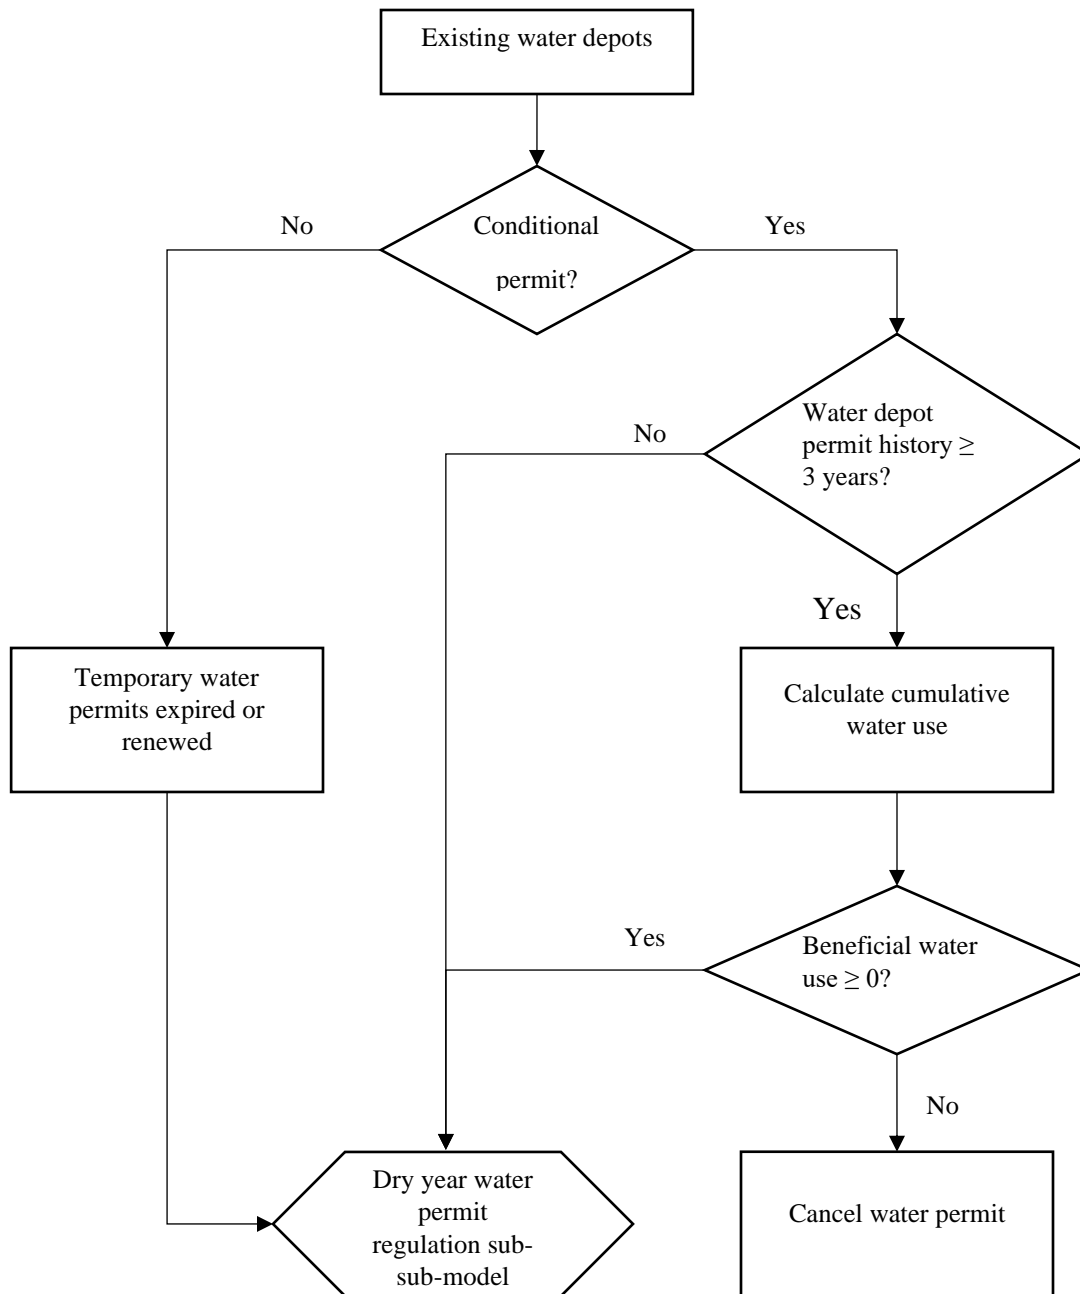 Existing water depots
No
Conditional
Yes
permit?
Water depot
No
permit history ≥
3 years?
Yes
Temporary water
permits expired or
renewed
Calculate cumulative
water use
Yes
Beneficial water
use ≥ 0?
No
Dry year water
permit
regulation sub-
sub-model
Cancel water permit